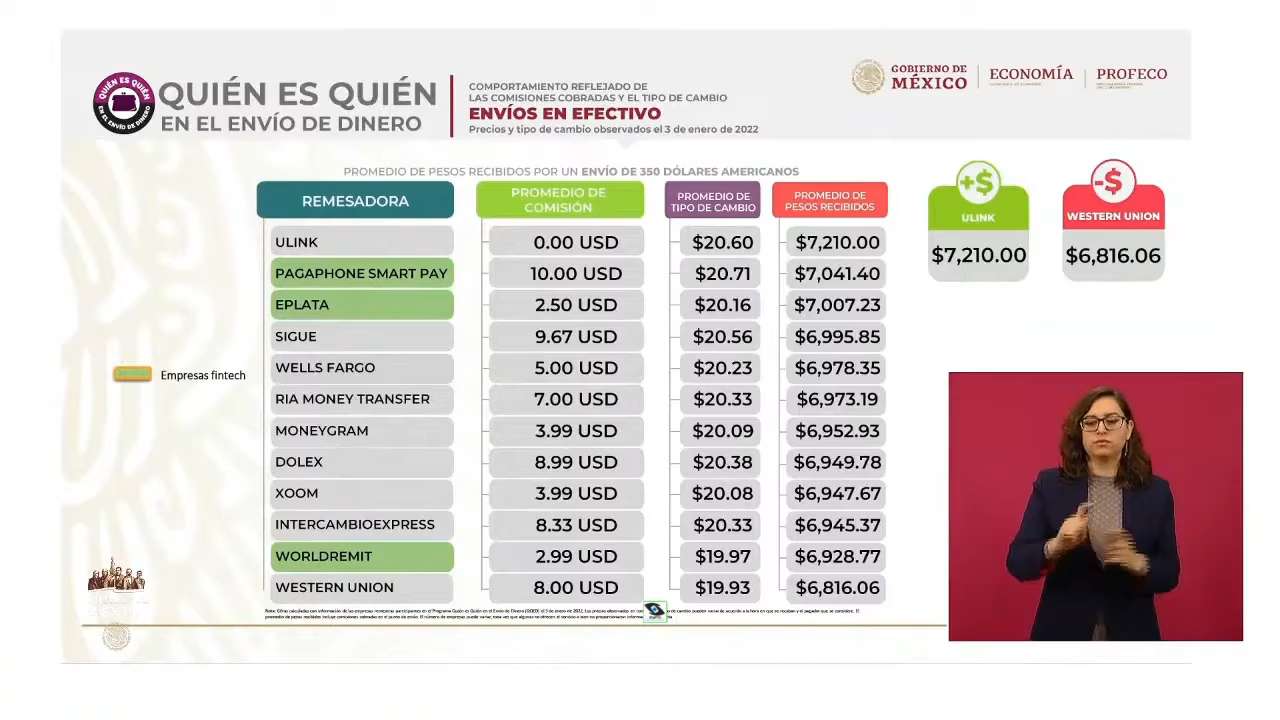 QUIÉN ES QUIÉN
EN EL ENVÍO DE DINERO
QUIÉN ES QUIÉN
EN EL ENVÍO DE DINERO
COMPORTAMIENTO REFLEJADO DE
LAS COMISIONES COBRADAS Y EL TIPO DE CAMBIO
ENVÍOS EN EFECTIVO
Precios y tipo de cambio observados el 3 de enero de 2022
GOBIERNO DE
MÉXICO
ECONOMÍA
PROFECO
PROMEDIO DE PESOS RECIBIDOS POR UN ENVÍO DE 350 DÓLARES AMERICANOS
REMESADORA PROMEDIO DE COMISIÓN PROMEDIO DE TIPO DE CAMBIO PROMEDIO DE PESOS RECIBIDOS
ULINK 0.00 USD $20.60 $7,210.00
PAGAPHONE SMART PAY 10.00 USD $20.71 $7,041.40
EPLATA 2.50 USD $20.16 $7,007.23
SIGUE 9.67 USD $20.56 $6,995.85
WELLS FARGO 5.00 USD $20.23 $6,978.35
RIA MONEY TRANSFER 7.00 USD $20.33 $6,973.19
MONEYGRAM 3.99 USD $20.09 $6,952.93
DOLEX 8.99 USD $20.38 $6,949.78
XOOM 3.99 USD $20.08 $6,947.67
INTERCAMBIOEXPRESS 8.33 USD $20.33 $6,945.37
WORLDREMIT 2.99 USD $19.97 $6,928.77
WESTERN UNION 8.00 USD $19.93 $6,816.06
+$
ULINK
$7,210.00
-$
WESTERN UNION
$6,816.06
Empresas fintech